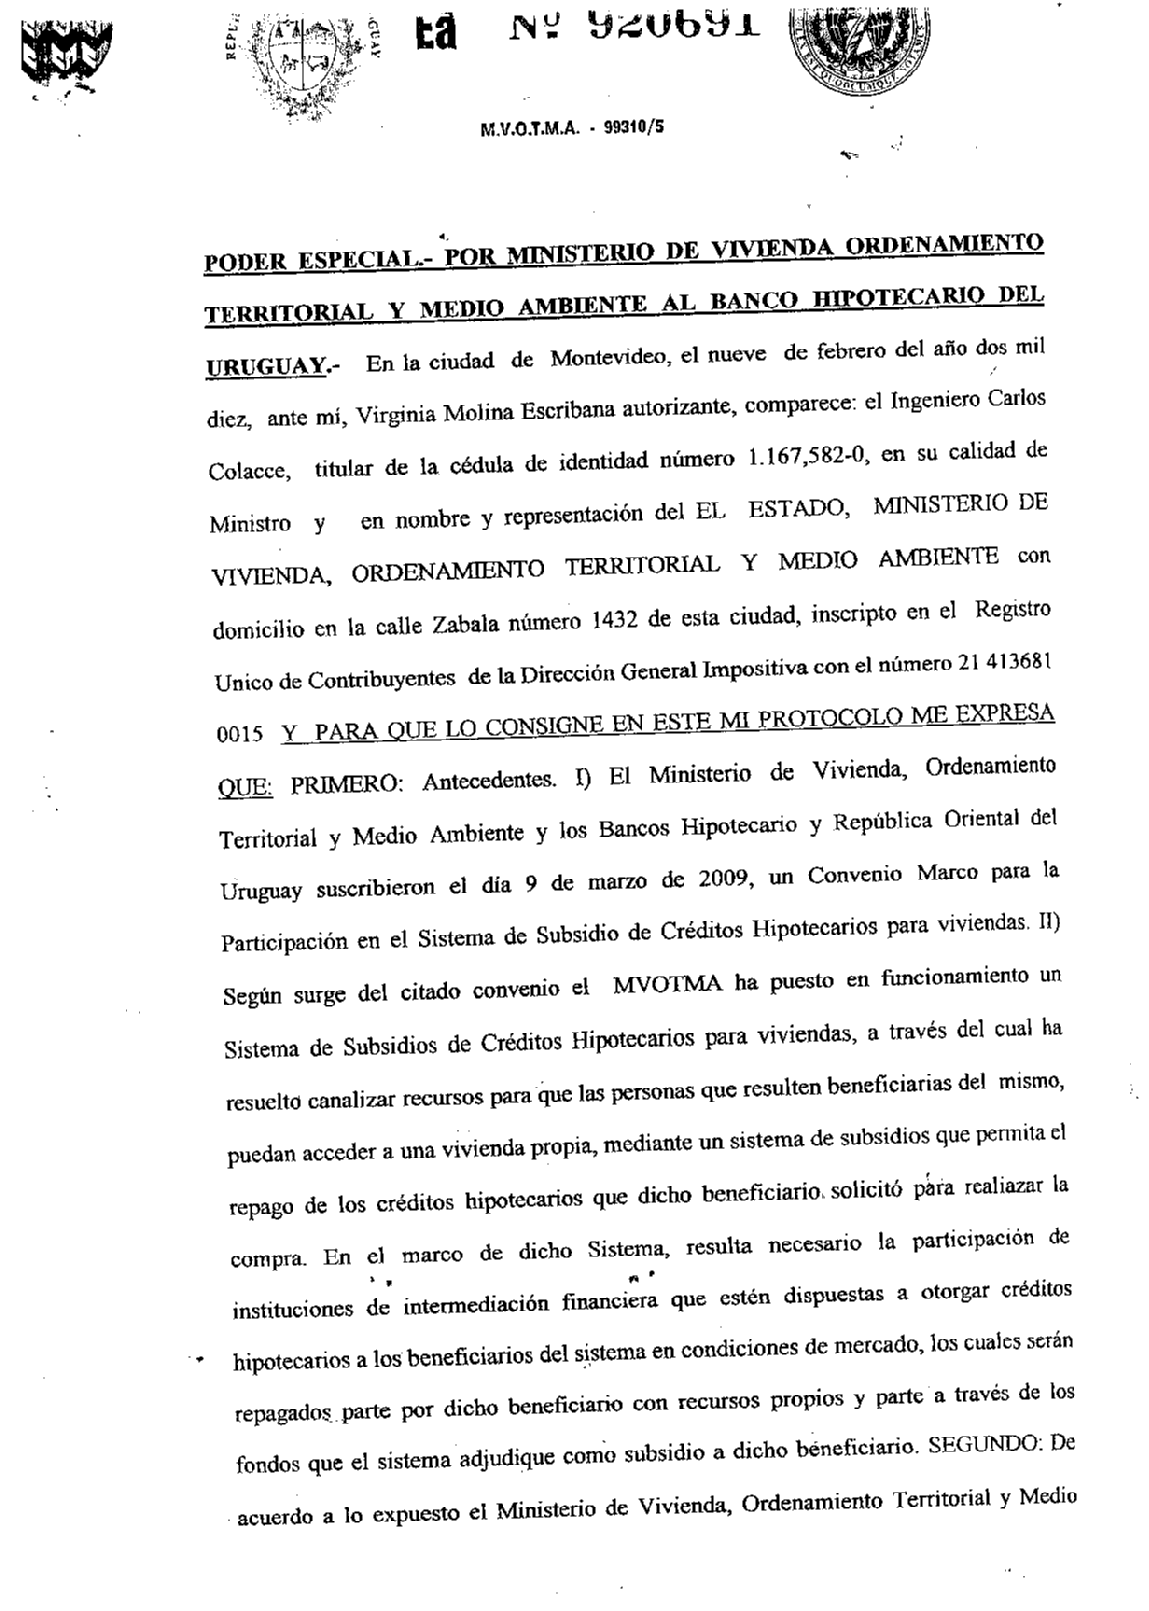 Ea Nº 920691
REPU
GUAY
EST QUODCUMQUE NOTAMUS
M.V.O.T.M.A. - 99310/5
PODER ESPECIAL.- POR MINISTERIO DE VIVIENDA ORDENAMIENTO
TERRITORIAL Y MEDIO AMBIENTE AL BANCO HIPOTECARIO DEL
URUGUAY.- En la ciudad de Montevideo, el nueve de febrero del año dos mil
diez, ante mí, Virginia Molina Escribana autorizante, comparece: el Ingeniero Carlos
Colacce, titular de la cédula de identidad número 1.167,582-0, en su calidad de
Ministro y en nombre y representación del EL ESTADO, MINISTERIO DE
VIVIENDA, ORDENAMIENTO TERRITORIAL Y MEDIO AMBIENTE con
domicilio en la calle Zabala número 1432 de esta ciudad, inscripto en el Registro
Unico de Contribuyentes de la Dirección General Impositiva con el número 21 413681
0015 Y PARA QUE LO CONSIGNE EN ESTE MI PROTOCOLO ME EXPRESA
QUE: PRIMERO: Antecedentes. I) El Ministerio de Vivienda, Ordenamiento
Territorial y Medio Ambiente y los Bancos Hipotecario y República Oriental del
Uruguay suscribieron el día 9 de marzo de 2009, un Convenio Marco para la
Participación en el Sistema de Subsidio de Créditos Hipotecarios para viviendas. II)
Según surge del citado convenio el MVOTMA ha puesto en funcionamiento un
Sistema de Subsidios de Créditos Hipotecarios para viviendas, a través del cual ha
resuelto canalizar recursos para que las personas que resulten beneficiarias del mismo,
puedan acceder a una vivienda propia, mediante un sistema de subsidios que permita el
repago de los créditos hipotecarios que dicho beneficiario solicitó para realiazar la
compra. En el marco de dicho Sistema, resulta necesario la participación de
instituciones de intermediación financiera que estén dispuestas a otorgar créditos
hipotecarios a los beneficiarios del sistema en condiciones de mercado, los cuales serán
repagados parte por dicho beneficiario con recursos propios y parte a través de los
fondos que el sistema adjudique como subsidio a dicho beneficiario. SEGUNDO: De
acuerdo a lo expuesto el Ministerio de Vivienda, Ordenamiento Territorial y Medio